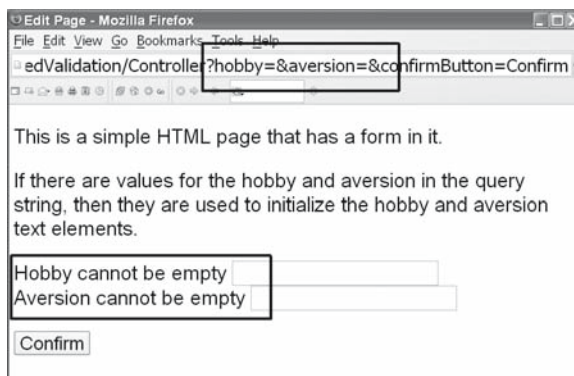 Edit Page - Mozilla Firefox
File Edit View Go Bookmarks Tools Help
edValidation/Controller?hobby=&aversion=&confirmButton=Confirm
This is a simple HTML page that has a form in it.
If there are values for the hobby and aversion in the query
string, then they are used to initialize the hobby and aversion
text elements.
Hobby cannot be empty
Aversion cannot be empty
Confirm